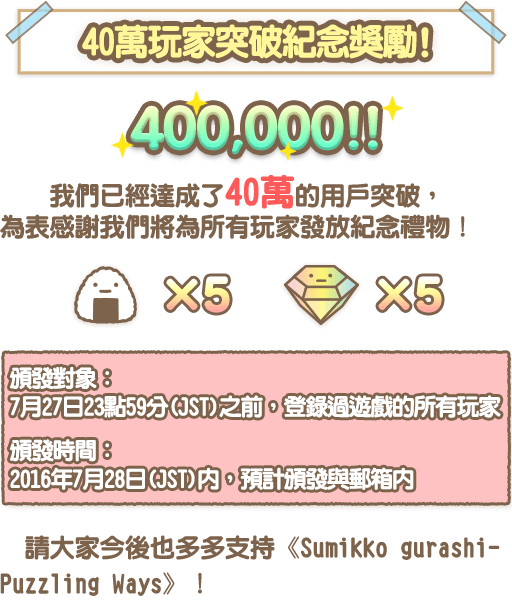 40萬玩家突破紀念獎勵!
400,000!!
我們已經達成了40萬的用戶突破，
為表感謝我們將為所有玩家發放紀念禮物！
×5 ×5
頒發對象：
7月27日23點59分(JST)之前，登錄過遊戲的所有玩家
頒發時間：
2016年7月28日(JST)內，預計頒發與郵箱內
請大家今後也多多支持《Sumikko gurashi-
Puzzling Ways》！